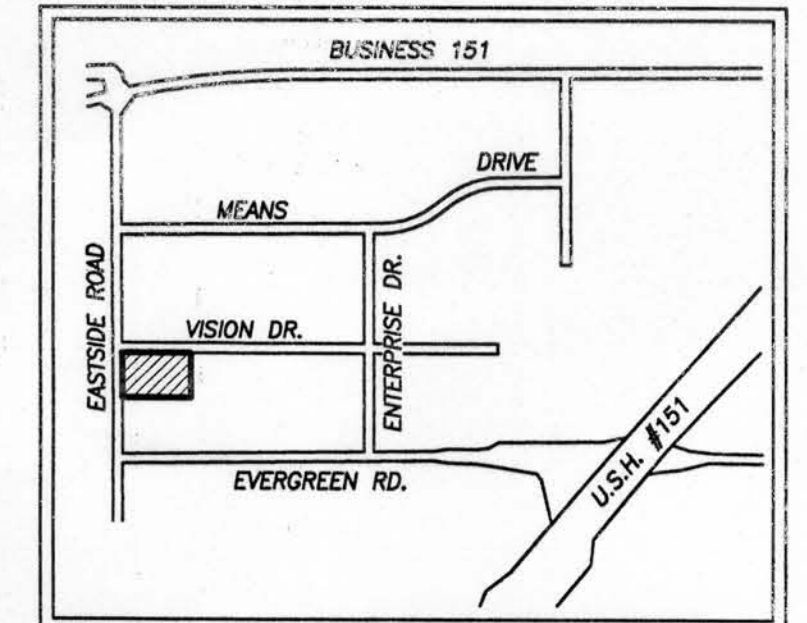 BUSINESS 151
DRIVE
MEANS
EASTSIDE ROAD
VISION DR.
ENTERPRISE DR.
U.S.H. #151
EVERGREEN RD.